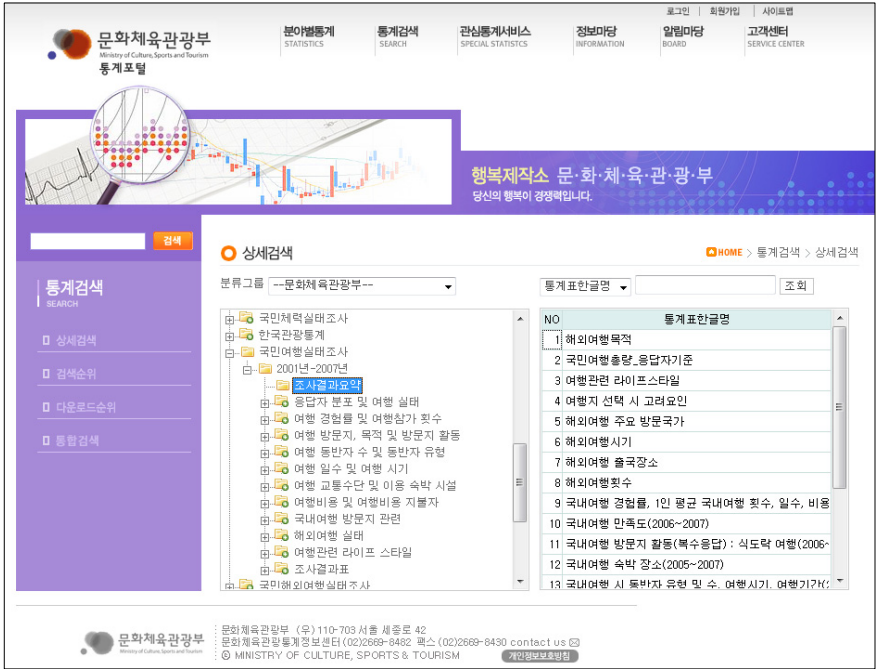 로그인 | 회원가입 | 사이트맵
문화체육관광부
Ministry of Culture, Sports and Tourism
통계포털
분야별통계 통계검색 관심통계서비스 정보마당 알림마당 고객센터
STATISTICS SEARCH SPECIAL STATISTCS INFORMATION BOARD SERVICE CENTER
행복제작소 문·화·체·육·관·광·부
당신의 행복이 경쟁력입니다.
검색
통계검색
SEARCH
상세검색
검색순위
다운로드순위
통합검색
상세검색
HOME > 통계검색 > 상세검색
분류그룹 --문화체육관광부--
통계표한글명 조회
국민체력실태조사
한국관광통계
국민여행실태조사
2001년-2007년
조사결과요약
응답자 분포 및 여행 실태
여행 경험률 및 여행참가 횟수
여행 방문지, 목적 및 방문지 활동
여행 동반자 수 및 동반자 유형
여행 일수 및 여행 시기
여행 교통수단 및 이용 숙박 시설
여행비용 및 여행비용 지불자
국내여행 방문지 관련
해외여행 실태
여행관련 라이프 스타일
조사결과표
국민해외여행실태조사
NO 통계표한글명
1 해외여행목적
2 국민여행총량_응답자기준
3 여행관련 라이프스타일
4 여행지 선택 시 고려요인
5 해외여행 주요 방문국가
6 해외여행시기
7 해외여행 출국장소
8 해외여행횟수
9 국내여행 경험률, 1인 평균 국내여행 횟수, 일수, 비용
10 국내여행 만족도(2006~2007)
11 국내여행 방문지 활동(복수응답) : 식도락 여행(2006~
12 국내여행 숙박 장소(2005~2007)
13 국내여행 시 동반자 유형 및 수, 여행시기, 여행기간(2
문화체육관광부
Ministry of Culture, Sports and Tourism
문화체육관광부 (우)110-703 서울 세종로 42
문화체육관광통계정보센터(02)2669-8482 팩스(02)2669-8430 contact us
ⓒ MINISTRY OF CULTURE, SPORTS & TOURISM 개인정보보호방침